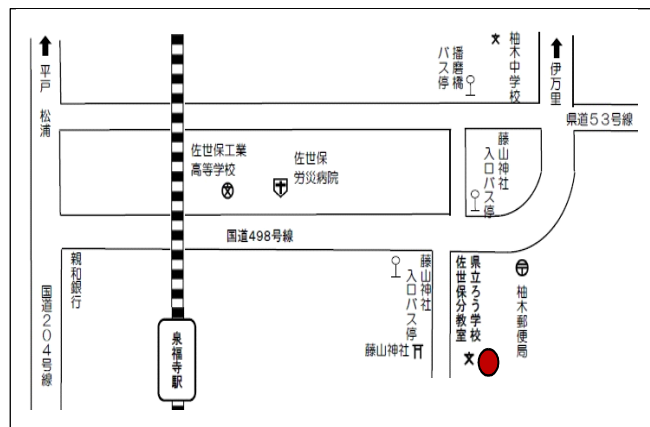 平戸 松浦
播磨橋
バス停
柚木中学校
伊万里
県道53号線
佐世保工業
高等学校
佐世保
労災病院
藤山神社
入口バス停
国道498号線
親和銀行
国道204号線
泉福寺駅
藤山神社
入口バス停
藤山神社
県立ろう学校
佐世保分教室
柚木郵便局